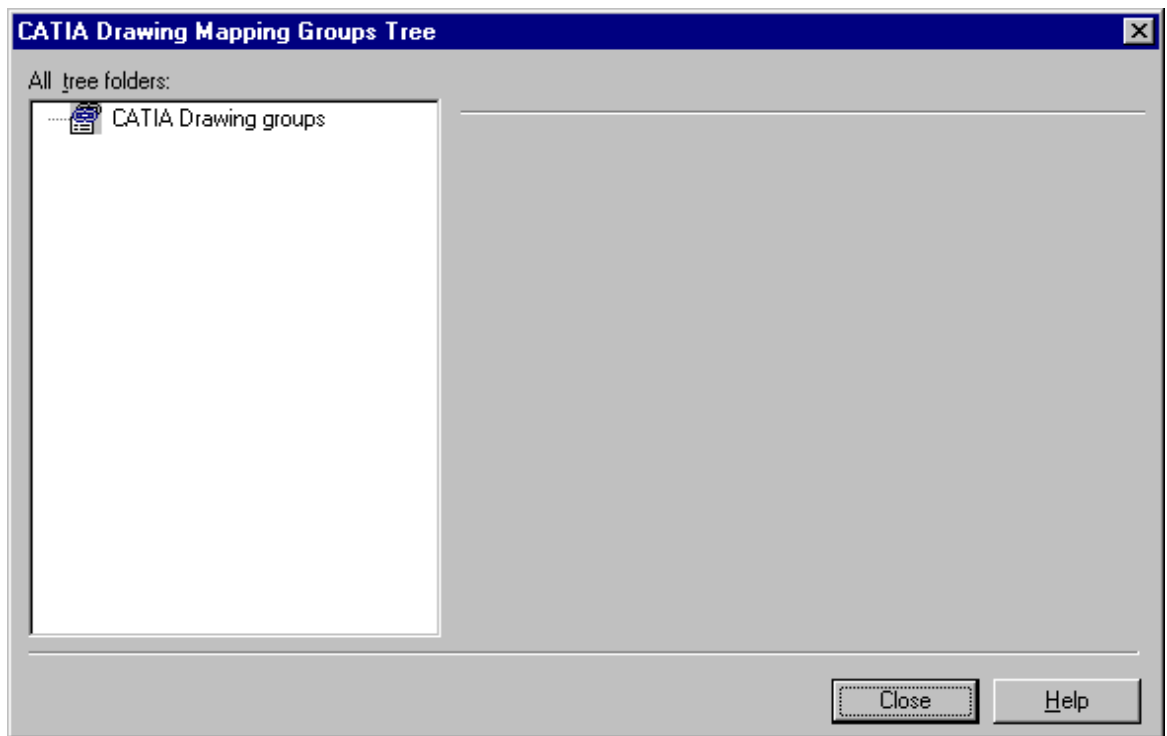 CATIA Drawing Mapping Groups Tree
All tree folders:
CATIA Drawing groups
Close
Help